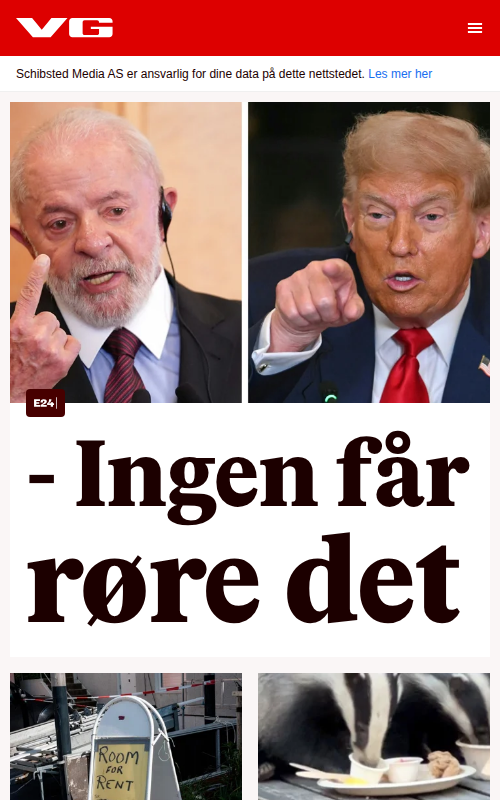 VG
Schibsted Media AS er ansvarlig for dine data på dette nettstedet. Les mer her
E24
- Ingen får
røre det
ROOM
FOR
RENT